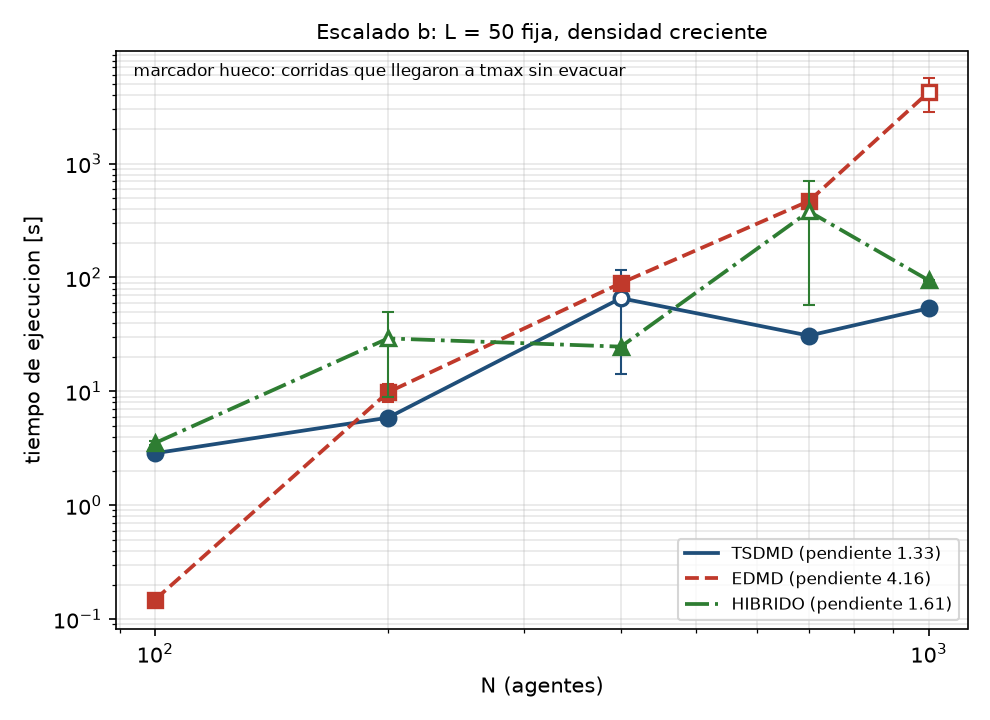 Escalado b: L = 50 fija, densidad creciente
marcador hueco: corridas que llegaron a tmax sin evacuar
tiempo de ejecucion [s]
10³
10²
10¹
10⁰
10⁻¹
TSDMD (pendiente 1.33)
EDMD (pendiente 4.16)
HIBRIDO (pendiente 1.61)
10² 10³
N (agentes)